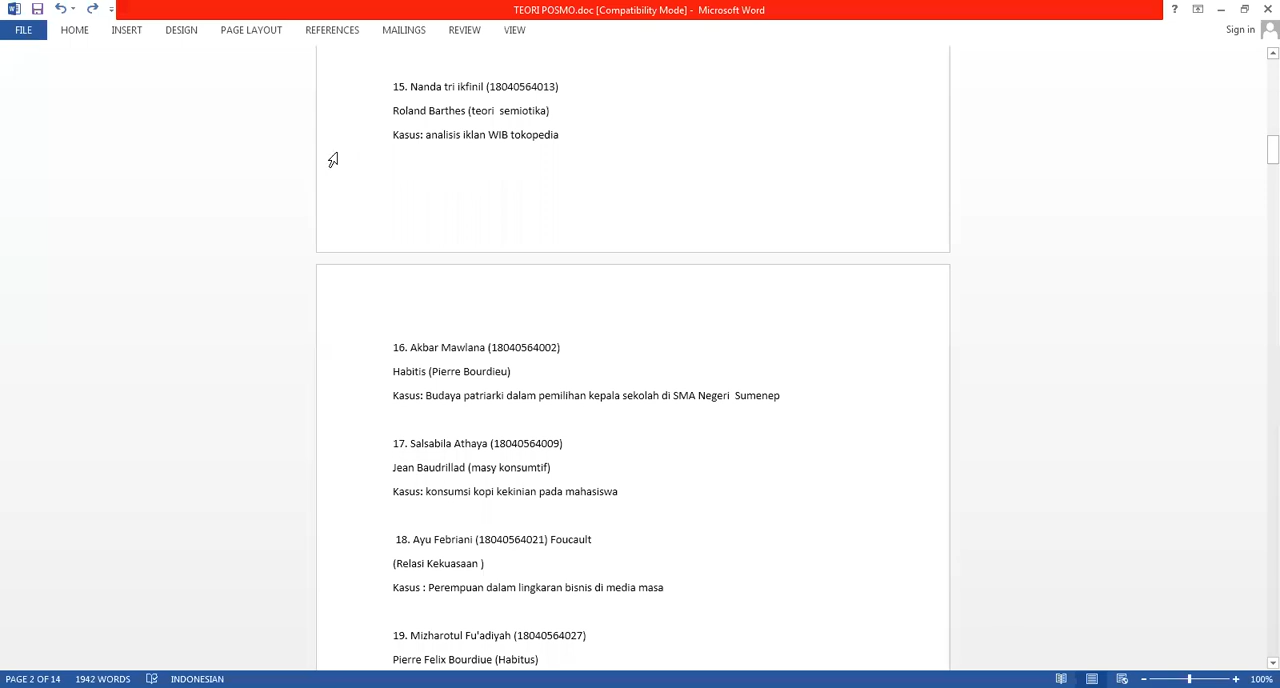 TEORI POSMO.doc [Compatibility Mode] - Microsoft Word
?
FILE HOME INSERT DESIGN PAGE LAYOUT REFERENCES MAILINGS REVIEW VIEW Sign in
15. Nanda tri ikfinil (18040564013)
Roland Barthes (teori  semiotika)
Kasus: analisis iklan WIB tokopedia
16. Akbar Mawlana (18040564002)
Habitis (Pierre Bourdieu)
Kasus: Budaya patriarki dalam pemilihan kepala sekolah di SMA Negeri  Sumenep
17. Salsabila Athaya (18040564009)
Jean Baudrillad (masy konsumtif)
Kasus: konsumsi kopi kekinian pada mahasiswa
18. Ayu Febriani (18040564021) Foucault
(Relasi Kekuasaan )
Kasus : Perempuan dalam lingkaran bisnis di media masa
19. Mizharotul Fu'adiyah (18040564027)
Pierre Felix Bourdiue (Habitus)
PAGE 2 OF 14 1942 WORDS INDONESIAN 100%